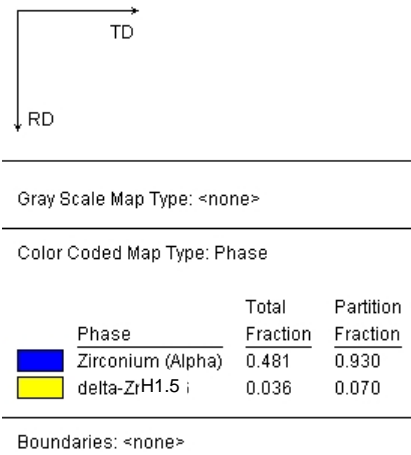 TD
RD
Gray Scale Map Type: <none>
Color Coded Map Type: Phase
Total Partition
Phase Fraction Fraction
Zirconium (Alpha) 0.481 0.930
delta-ZrH1.5 0.036 0.070
Boundaries: <none>